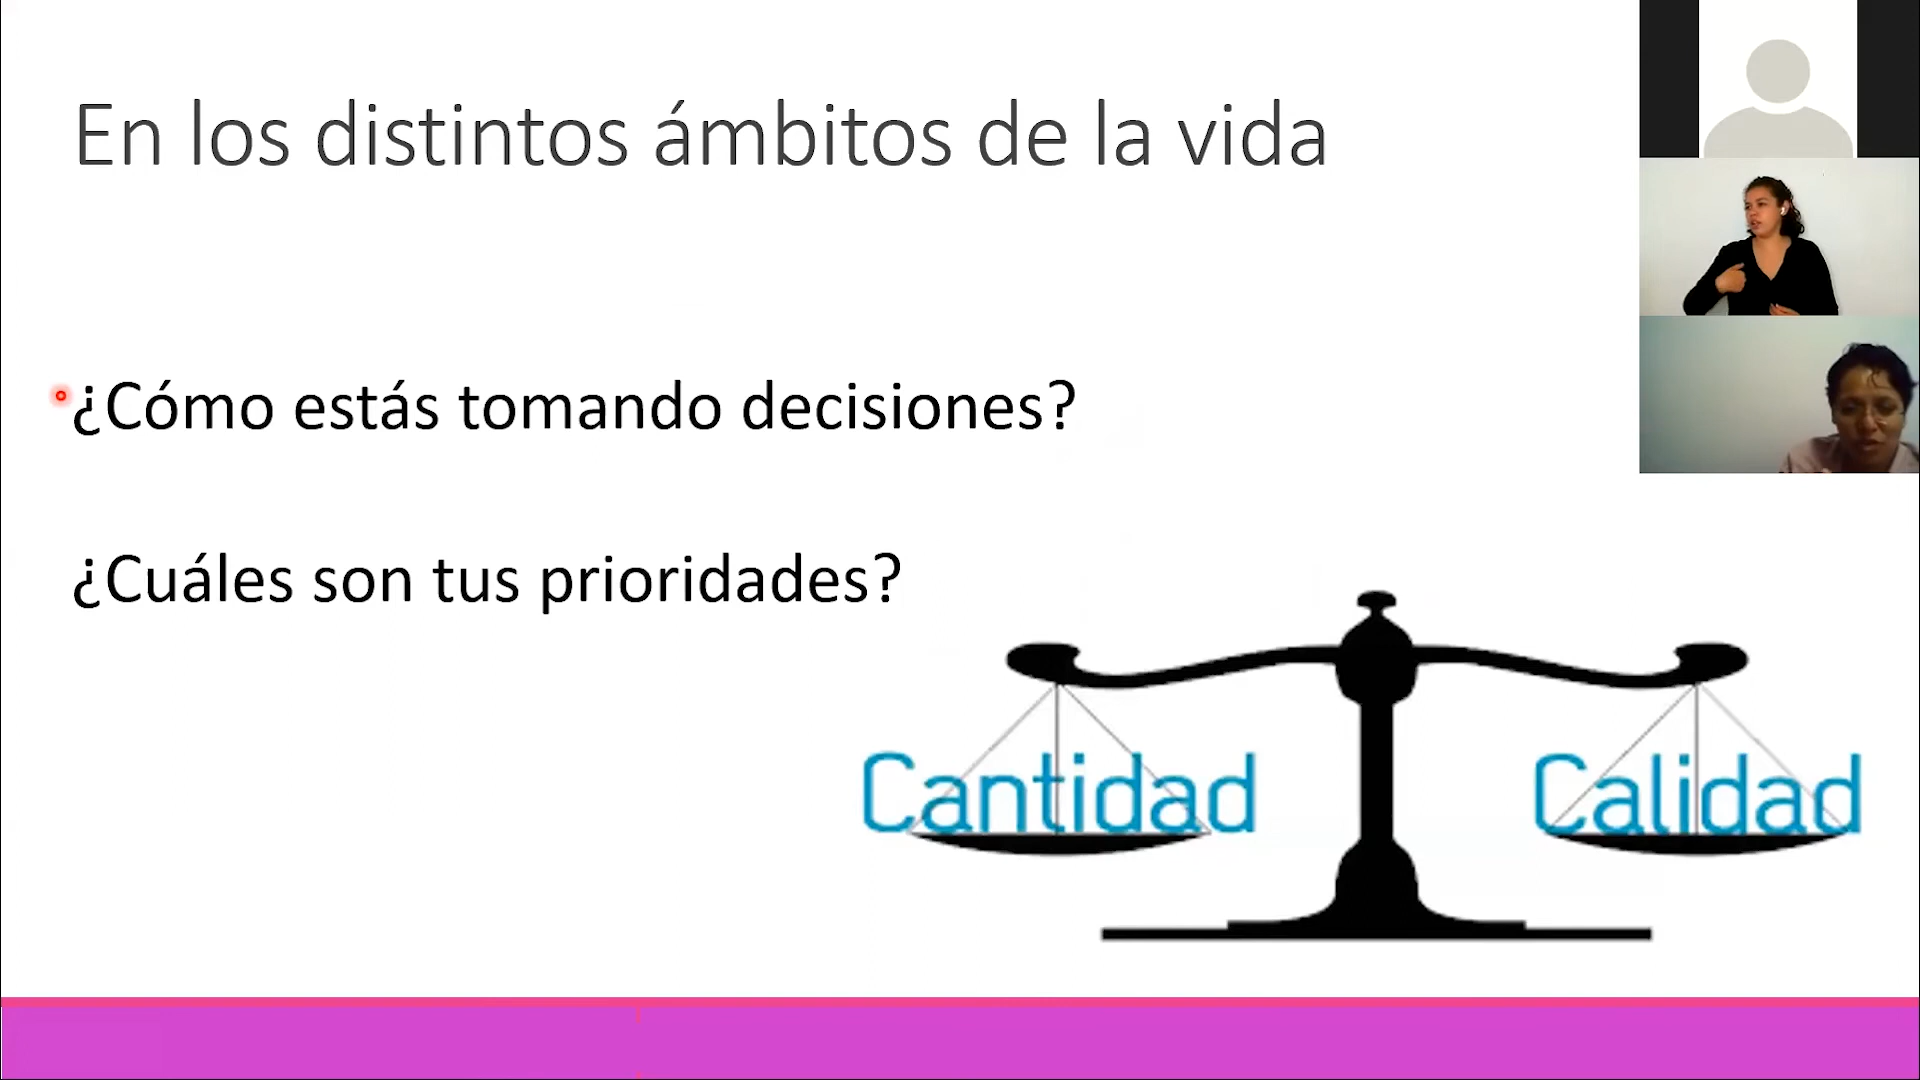 En los distintos ámbitos de la vida
¿Cómo estás tomando decisiones?
¿Cuáles son tus prioridades?
Cantidad
Calidad